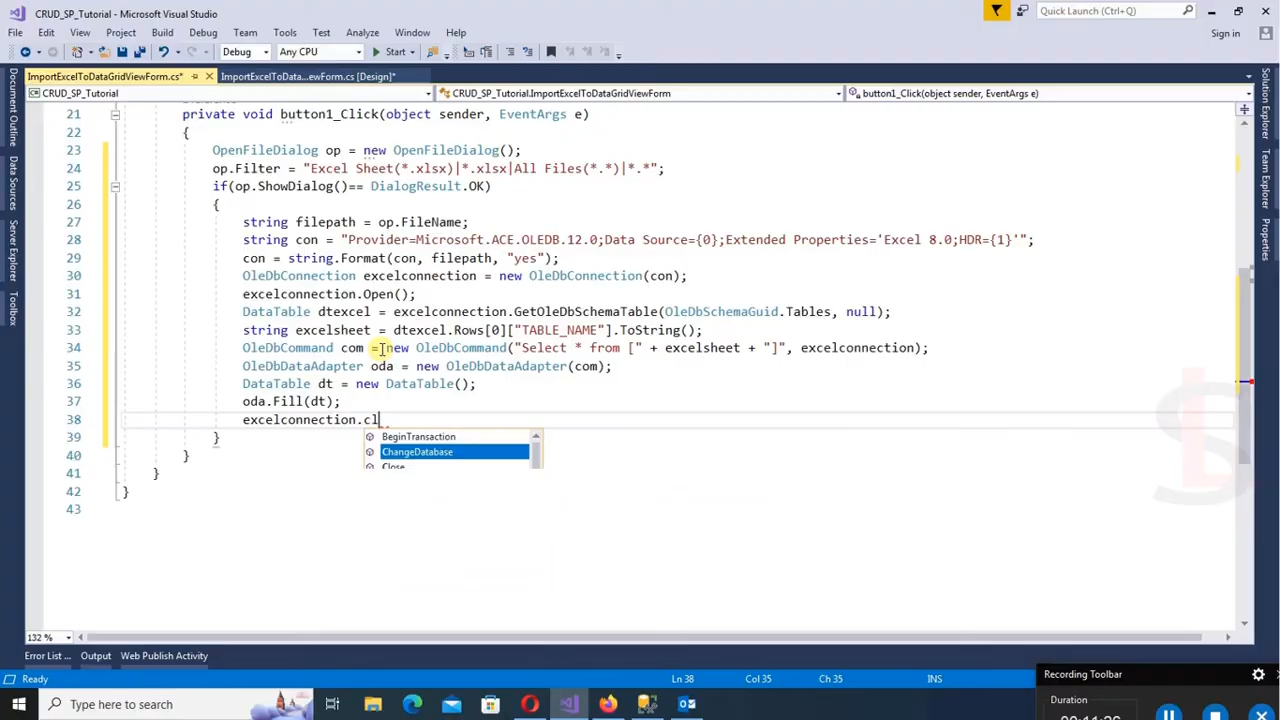 CRUD_SP_Tutorial - Microsoft Visual Studio
Quick Launch (Ctrl+Q)
File Edit View Project Build Debug Team Tools Test Analyze Window Help
Sign in
Debug Any CPU Start
ImportExcelToDataGridViewForm.cs* ImportExcelToData...ewForm.cs [Design]*
CRUD_SP_Tutorial CRUD_SP_Tutorial.ImportExcelToDataGridViewForm button1_Click(object sender, EventArgs e)
21 private void button1_Click(object sender, EventArgs e)
22 {
23 OpenFileDialog op = new OpenFileDialog();
24 op.Filter = "Excel Sheet(*.xlsx)|*.xlsx|All Files(*.*)|*.*";
25 if(op.ShowDialog()== DialogResult.OK)
26 {
27 string filepath = op.FileName;
28 string con = "Provider=Microsoft.ACE.OLEDB.12.0;Data Source={0};Extended Properties='Excel 8.0;HDR={1}'";
29 con = string.Format(con, filepath, "yes");
30 OleDbConnection excelconnection = new OleDbConnection(con);
31 excelconnection.Open();
32 DataTable dtexcel = excelconnection.GetOleDbSchemaTable(OleDbSchemaGuid.Tables, null);
33 string excelsheet = dtexcel.Rows[0]["TABLE_NAME"].ToString();
34 OleDbCommand com = new OleDbCommand("Select * from [" + excelsheet + "]", excelconnection);
35 OleDbDataAdapter oda = new OleDbDataAdapter(com);
36 DataTable dt = new DataTable();
37 oda.Fill(dt);
38 excelconnection.cl
BeginTransaction
ChangeDatabase
Close
39 }
40 }
41 }
42 }
43
Document Outline
Data Sources
Server Explorer
Toolbox
Solution Explorer
Team Explorer
Properties
132 %
Error List ... Output Web Publish Activity
Ready Ln 38 Col 35 Ch 35 INS
Recording Toolbar
Duration
Type here to search